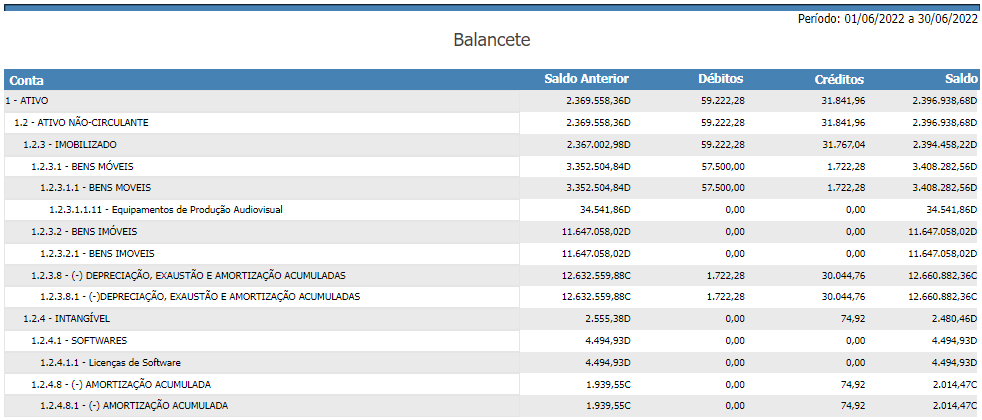 Período: 01/06/2022 a 30/06/2022
Balancete
Conta Saldo Anterior Débitos Créditos Saldo
1 - ATIVO 2.369.558,36D 59.222,28 31.841,96 2.396.938,68D
1.2 - ATIVO NÃO-CIRCULANTE 2.369.558,36D 59.222,28 31.841,96 2.396.938,68D
1.2.3 - IMOBILIZADO 2.367.002,98D 59.222,28 31.767,04 2.394.458,22D
1.2.3.1 - BENS MÓVEIS 3.352.504,84D 57.500,00 1.722,28 3.408.282,56D
1.2.3.1.1 - BENS MOVEIS 3.352.504,84D 57.500,00 1.722,28 3.408.282,56D
1.2.3.1.1.11 - Equipamentos de Produção Audiovisual 34.541,86D 0,00 0,00 34.541,86D
1.2.3.2 - BENS IMÓVEIS 11.647.058,02D 0,00 0,00 11.647.058,02D
1.2.3.2.1 - BENS IMOVEIS 11.647.058,02D 0,00 0,00 11.647.058,02D
1.2.3.8 - (-) DEPRECIAÇÃO, EXAUSTÃO E AMORTIZAÇÃO ACUMULADAS 12.632.559,88C 1.722,28 30.044,76 12.660.882,36C
1.2.3.8.1 - (-)DEPRECIAÇÃO, EXAUSTÃO E AMORTIZAÇÃO ACUMULADAS 12.632.559,88C 1.722,28 30.044,76 12.660.882,36C
1.2.4 - INTANGÍVEL 2.555,38D 0,00 74,92 2.480,46D
1.2.4.1 - SOFTWARES 4.494,93D 0,00 0,00 4.494,93D
1.2.4.1.1 - Licenças de Software 4.494,93D 0,00 0,00 4.494,93D
1.2.4.8 - (-) AMORTIZAÇÃO ACUMULADA 1.939,55C 0,00 74,92 2.014,47C
1.2.4.8.1 - (-) AMORTIZAÇÃO ACUMULADA 1.939,55C 0,00 74,92 2.014,47C